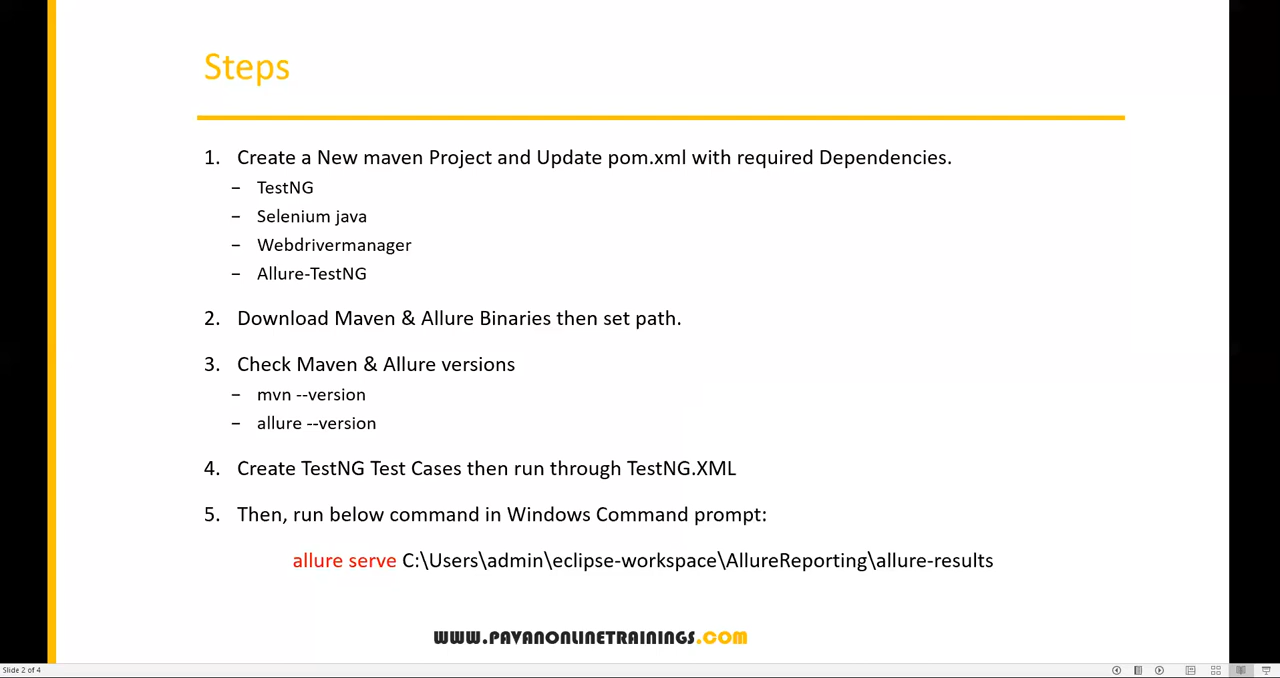 Steps
1. Create a New maven Project and Update pom.xml with required Dependencies.
− TestNG
− Selenium java
− Webdrivermanager
− Allure-TestNG
2. Download Maven & Allure Binaries then set path.
3. Check Maven & Allure versions
− mvn --version
− allure --version
4. Create TestNG Test Cases then run through TestNG.XML
5. Then, run below command in Windows Command prompt:
allure serve C:\Users\admin\eclipse-workspace\AllureReporting\allure-results
WWW.PAVANONLINETRAININGS.COM
Slide 2 of 4